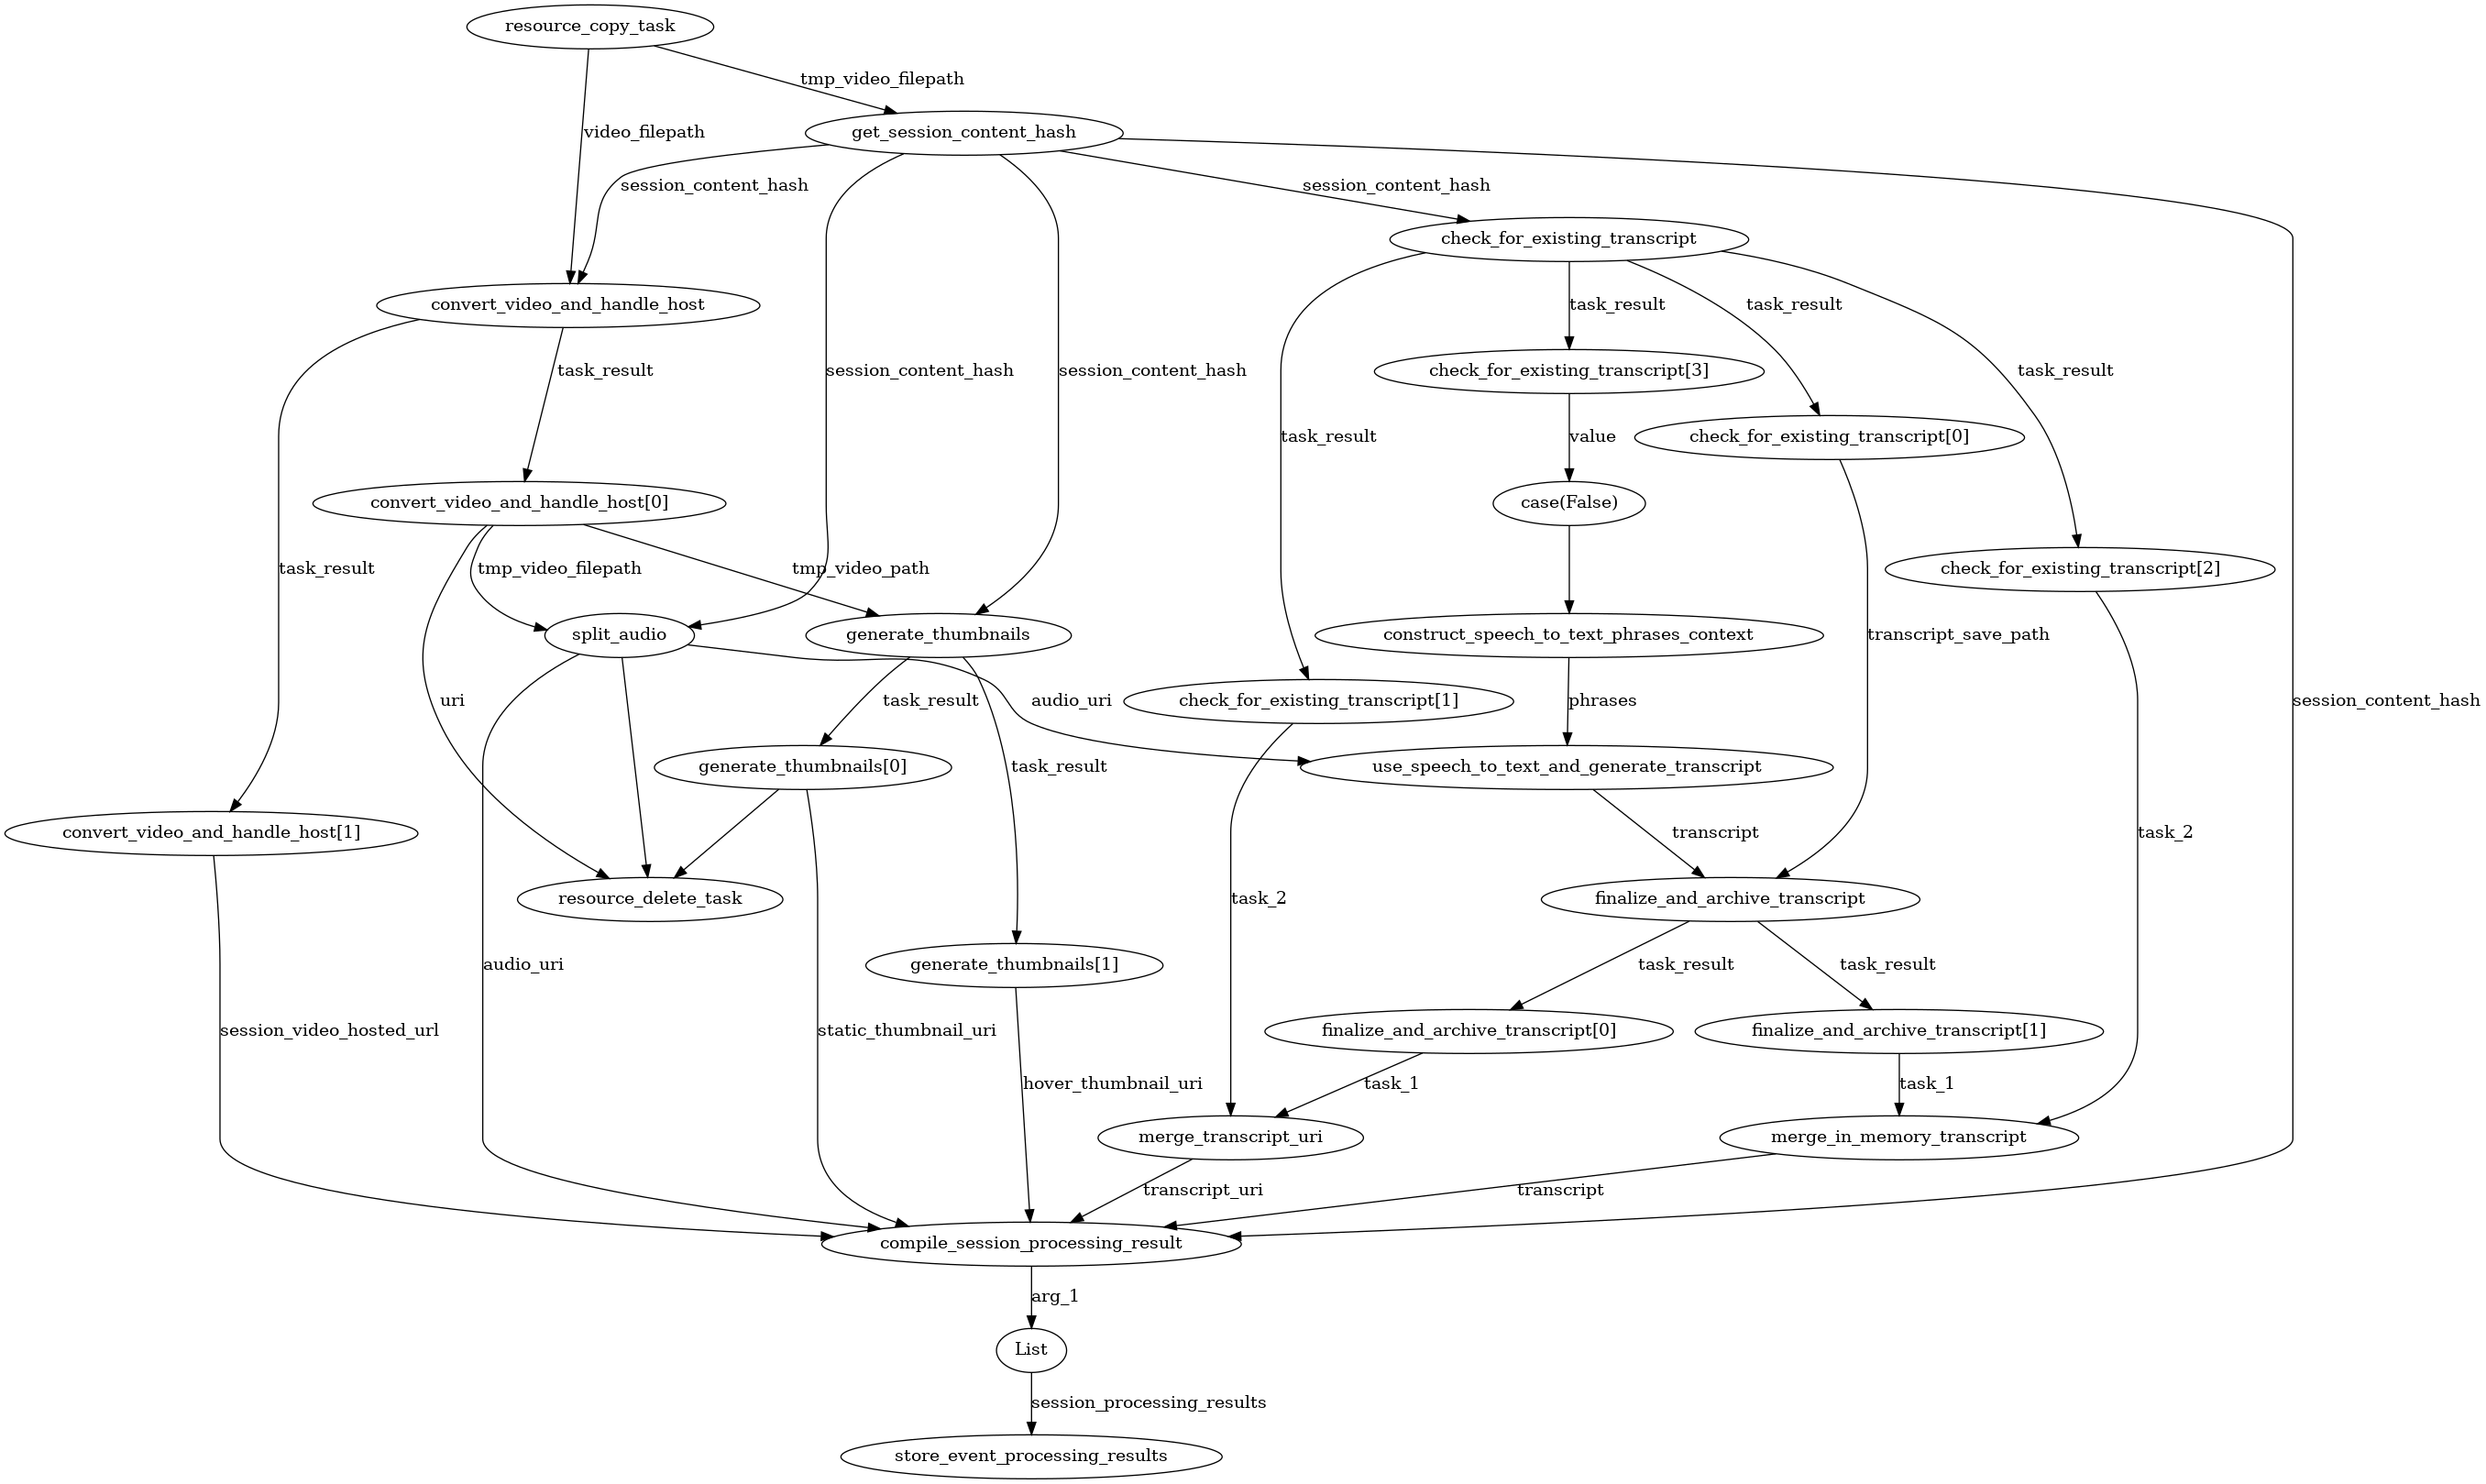 resource_copy_task
tmp_video_filepath
video_filepath
get_session_content_hash
session_content_hash
session_content_hash
check_for_existing_transcript
convert_video_and_handle_host
task_result
task_result
task_result
session_content_hash
session_content_hash
check_for_existing_transcript[3]
task_result
task_result
value
check_for_existing_transcript[0]
convert_video_and_handle_host[0]
case(False)
task_result
tmp_video_filepath
tmp_video_path
check_for_existing_transcript[2]
split_audio
generate_thumbnails
construct_speech_to_text_phrases_context
transcript_save_path
uri
task_result
audio_uri
check_for_existing_transcript[1]
phrases
session_content_hash
generate_thumbnails[0]
task_result
use_speech_to_text_and_generate_transcript
convert_video_and_handle_host[1]
transcript
task_2
resource_delete_task
task_2
finalize_and_archive_transcript
audio_uri
generate_thumbnails[1]
task_result
task_result
session_video_hosted_url
static_thumbnail_uri
finalize_and_archive_transcript[0]
finalize_and_archive_transcript[1]
hover_thumbnail_uri
task_1
task_1
merge_transcript_uri
merge_in_memory_transcript
transcript_uri
transcript
compile_session_processing_result
arg_1
List
session_processing_results
store_event_processing_results